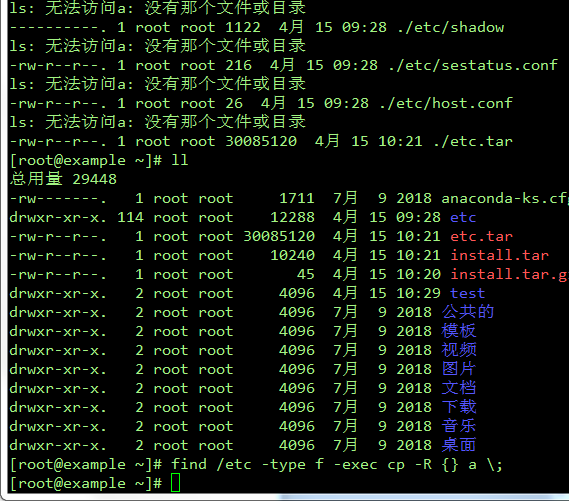 ls: 无法访问a: 没有那个文件或目录
----------. 1 root root 1122  4月 15 09:28 ./etc/shadow
ls: 无法访问a: 没有那个文件或目录
-rw-r--r--. 1 root root 216  4月 15 09:28 ./etc/sestatus.conf
ls: 无法访问a: 没有那个文件或目录
-rw-r--r--. 1 root root 26  4月 15 09:28 ./etc/host.conf
ls: 无法访问a: 没有那个文件或目录
-rw-r--r--. 1 root root 30085120  4月 15 10:21 ./etc.tar
[root@example ~]# ll
总用量 29448
-rw-------.   1 root root     1711  7月  9 2018 anaconda-ks.cfg
drwxr-xr-x. 114 root root    12288  4月 15 09:28 etc
-rw-r--r--.   1 root root 30085120  4月 15 10:21 etc.tar
-rw-r--r--.   1 root root    10240  4月 15 10:21 install.tar
-rw-r--r--.   1 root root       45  4月 15 10:20 install.tar.g
drwxr-xr-x.   2 root root     4096  4月 15 10:29 test
drwxr-xr-x.   2 root root     4096  7月  9 2018 公共的
drwxr-xr-x.   2 root root     4096  7月  9 2018 模板
drwxr-xr-x.   2 root root     4096  7月  9 2018 视频
drwxr-xr-x.   2 root root     4096  7月  9 2018 图片
drwxr-xr-x.   2 root root     4096  7月  9 2018 文档
drwxr-xr-x.   2 root root     4096  7月  9 2018 下载
drwxr-xr-x.   2 root root     4096  7月  9 2018 音乐
drwxr-xr-x.   2 root root     4096  7月  9 2018 桌面
[root@example ~]# find /etc -type f -exec cp -R {} a \;
[root@example ~]#